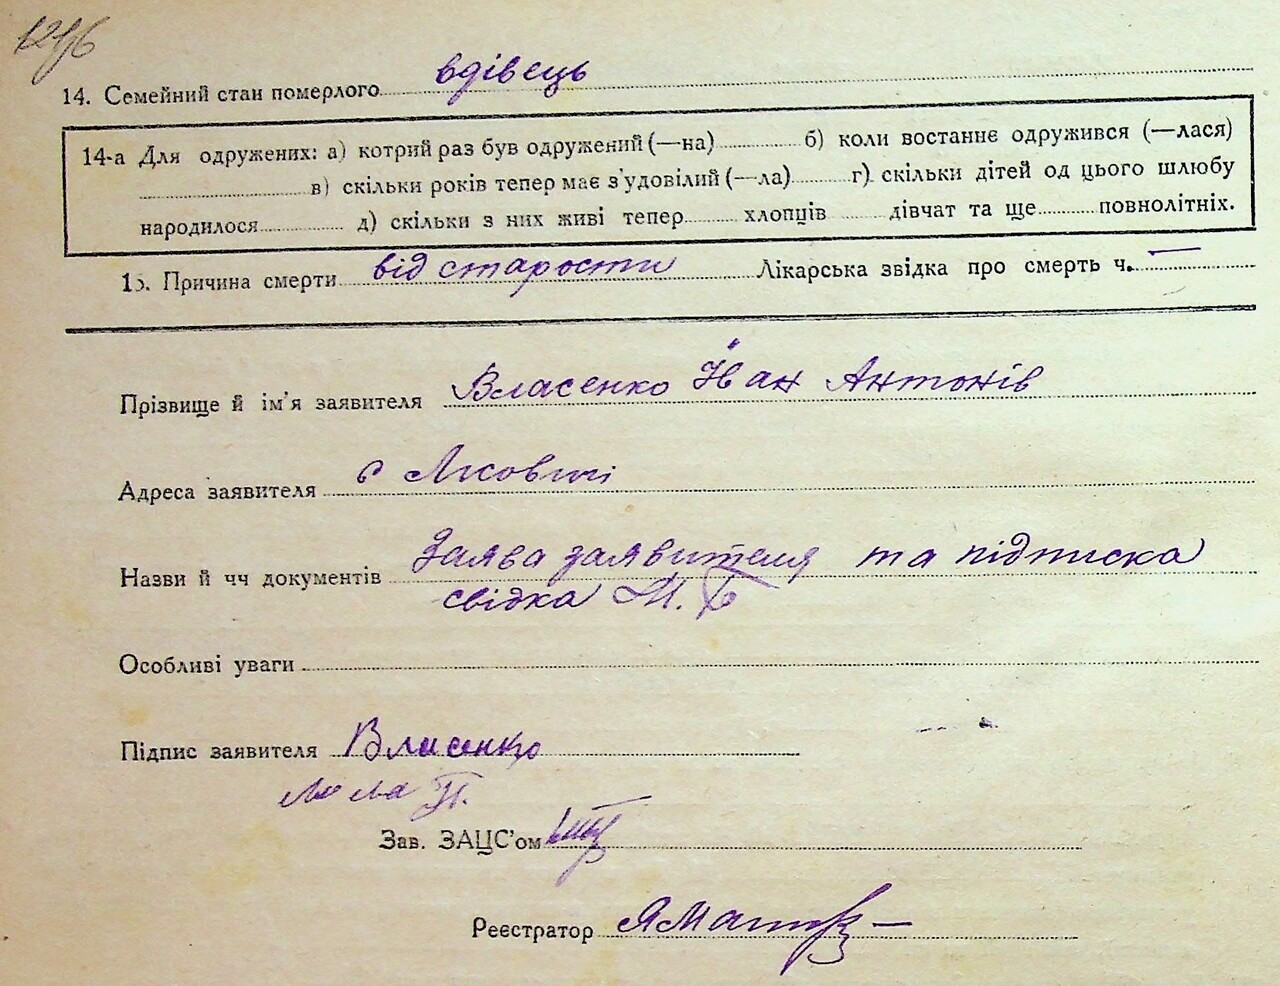 14. Семейний стан померлого вдівець
14-а Для одружених: а) котрий раз був одружений (—на) б) коли востаннє одружився (—лася)
в) скільки років тепер має з'удовілий (—ла) г) скільки дітей од цього шлюбу
народилося д) скільки з них живі тепер хлопців дівчат та ще повнолітніх.
15. Причина смерти від старости Лікарська звідка про смерть ч. —
Прізвище й ім'я заявителя Власенко Іван Антонів
Адреса заявителя с
Назви й чч документів Заява заявителя та підписка
свідка
Особливі уваги
Підпис заявителя Власенко
Зав. ЗАЦС'ом
Реєстратор